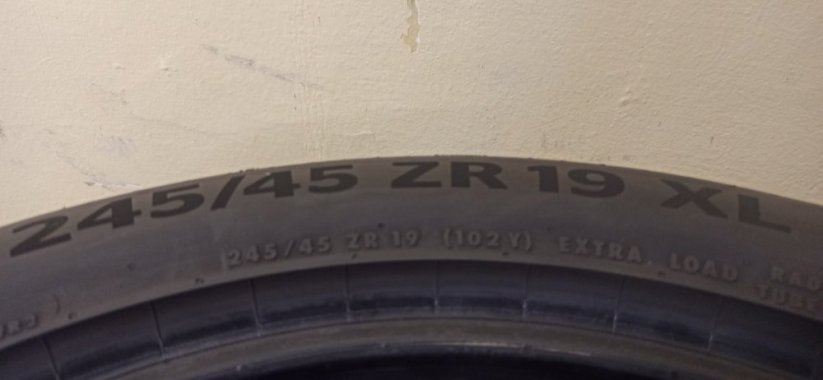 245/45 ZR 19 XL
245/45 ZR 19 (102Y) EXTRA LOAD